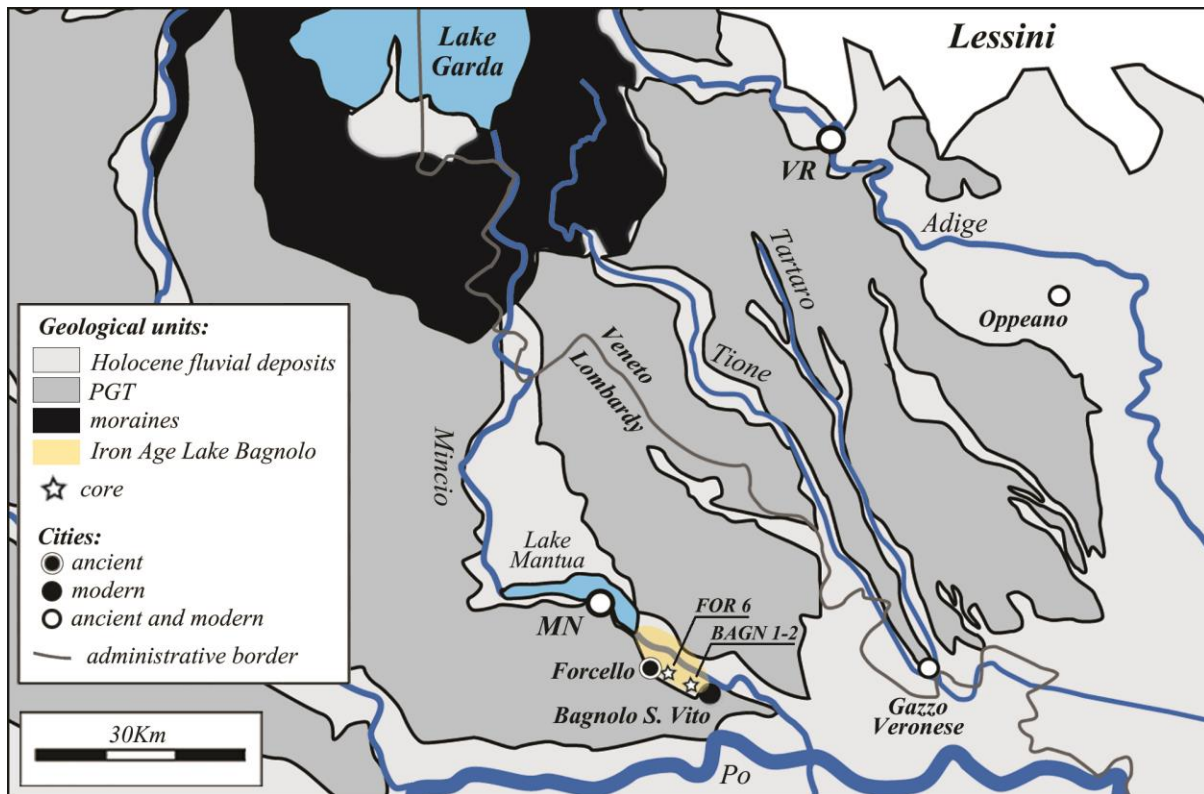 Lake
Garda
Lessini
VR
Adige
Tartaro
Oppeano
Tione
Veneto
Lombardy
Mincio
Lake
Mantua
MN
FOR 6
BAGN 1-2
Forcello
Bagnolo S. Vito
Gazzo
Veronese
Po
Geological units:
Holocene fluvial deposits
PGT
moraines
Iron Age Lake Bagnolo
core
Cities:
ancient
modern
ancient and modern
administrative border
30Km